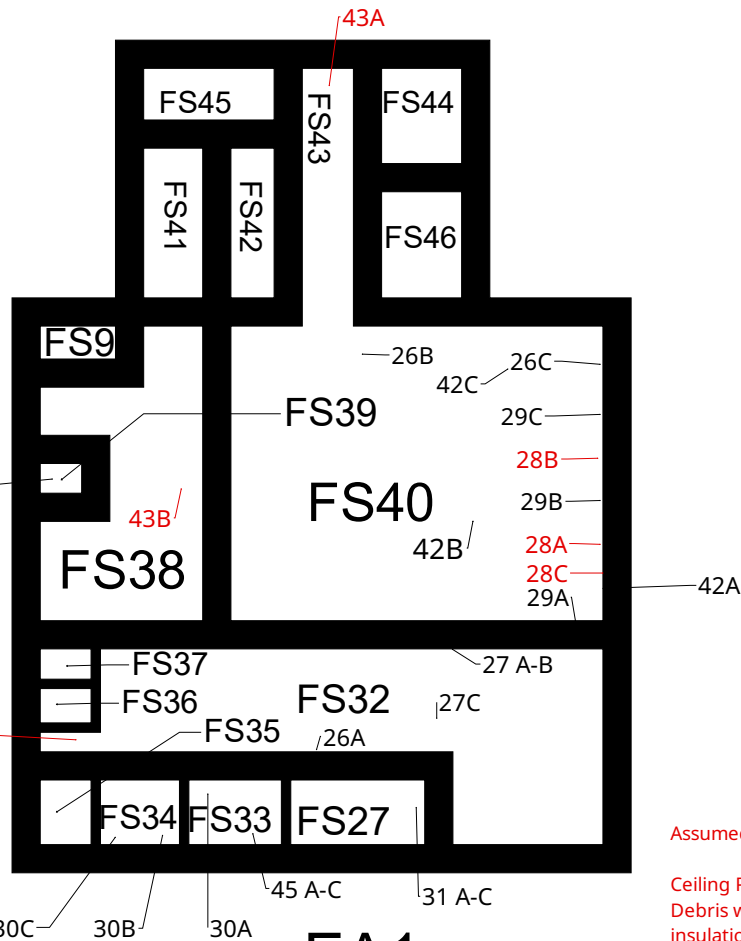 43A
FS45
FS43
FS44
FS41
FS42
FS46
FS9
26B
26C
42C
FS39
29C
28B
FS40
29B
43B
42B
28A
FS38
28C
42A
29A
FS37
27 A-B
FS36
FS32
27C
FS35
26A
FS34
FS33
FS27
45 A-C
31 A-C
30C
30B
30A
Ceiling
Debris